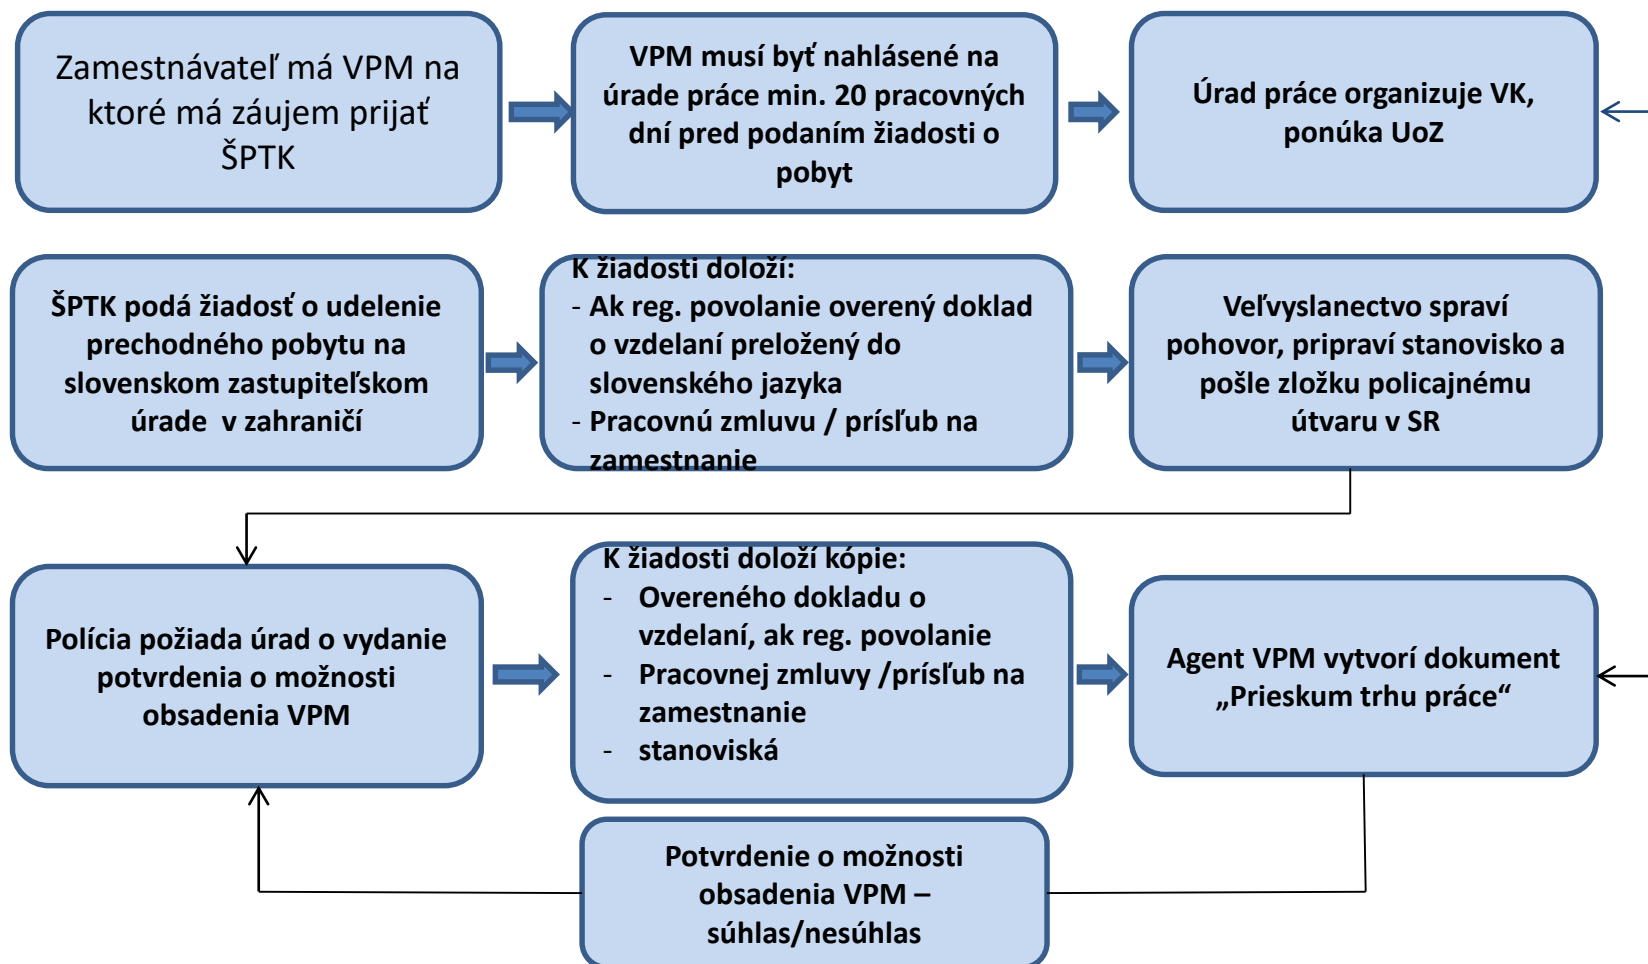 Zamestnávateľ má VPM na
ktoré má záujem prijať
ŠPTK
VPM musí byť nahlásené na
úrade práce min. 20 pracovných
dní pred podaním žiadosti o
pobyt
Úrad práce organizuje VK,
ponúka UoZ
ŠPTK podá žiadosť o udelenie
prechodného pobytu na
slovenskom zastupiteľskom
úrade v zahraničí
K žiadosti doloží:
- Ak reg. povolanie overený doklad
o vzdelaní preložený do
slovenského jazyka
- Pracovnú zmluvu / prísľub na
zamestnanie
Veľvyslanectvo spraví
pohovor, pripraví stanovisko a
pošle zložku policajnému
útvaru v SR
Polícia požiada úrad o vydanie
potvrdenia o možnosti
obsadenia VPM
K žiadosti doloží kópie:
- Overeného dokladu o
vzdelaní, ak reg. povolanie
- Pracovnej zmluvy /prísľub na
zamestnanie
- stanoviská
Agent VPM vytvorí dokument
„Prieskum trhu práce“
Potvrdenie o možnosti
obsadenia VPM –
súhlas/nesúhlas